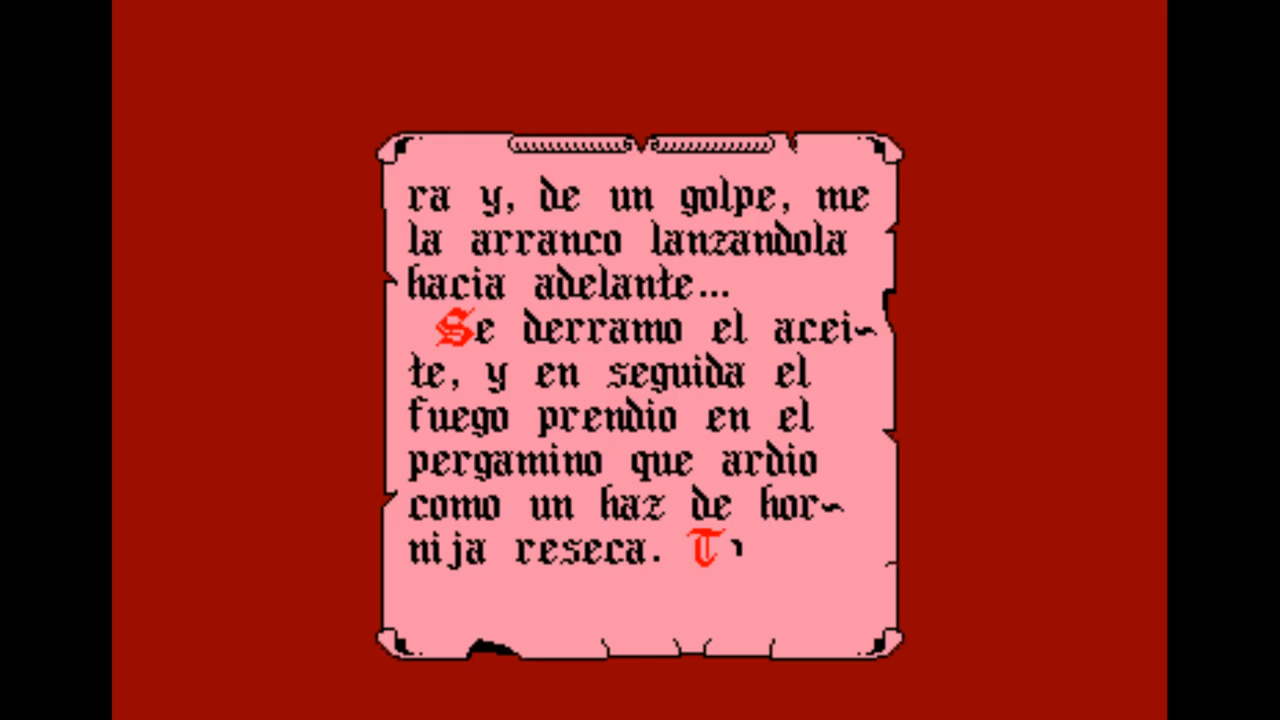 ra y, de un golpe, me
la arranco lanzandola
hacia adelante...
Se derramo el acei~
te, y en seguida el
fuego prendio en el
pergamino que ardio
como un haz de hor~
nija reseca. T